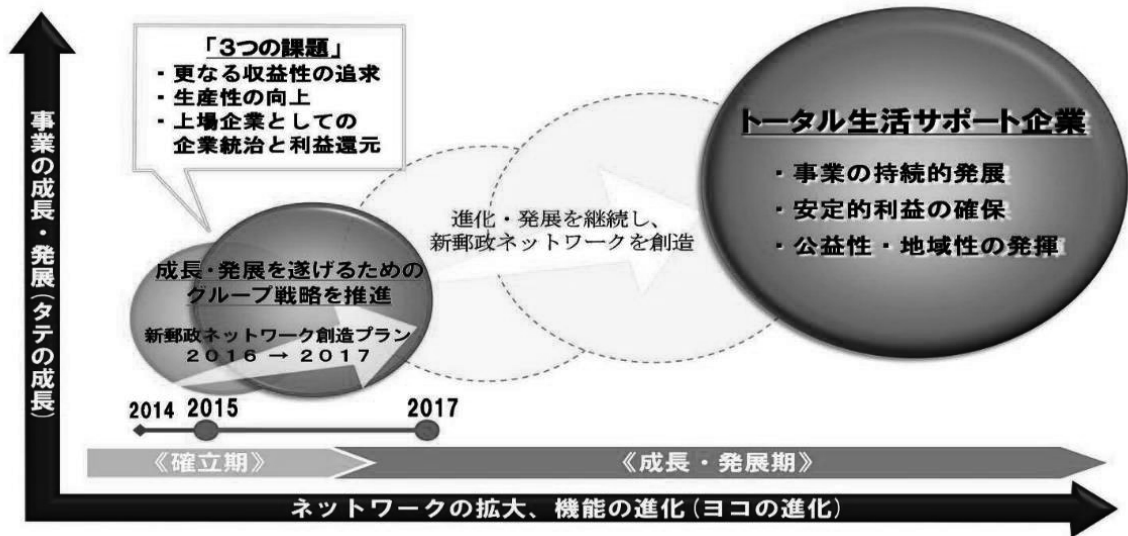 「3つの課題」
・更なる収益性の追求
・生産性の向上
・上場企業としての
企業統治と利益還元
事業の成長・発展(タテの成長)
成長・発展を遂げるための
グループ戦略を推進
新郵政ネットワーク創造プラン
2016 → 2017
進化・発展を継続し、
新郵政ネットワークを創造
トータル生活サポート企業
・事業の持続的発展
・安定的利益の確保
・公益性・地域性の発揮
2014 2015 2017
《確立期》 《成長・発展期》
ネットワークの拡大、機能の進化(ヨコの進化)